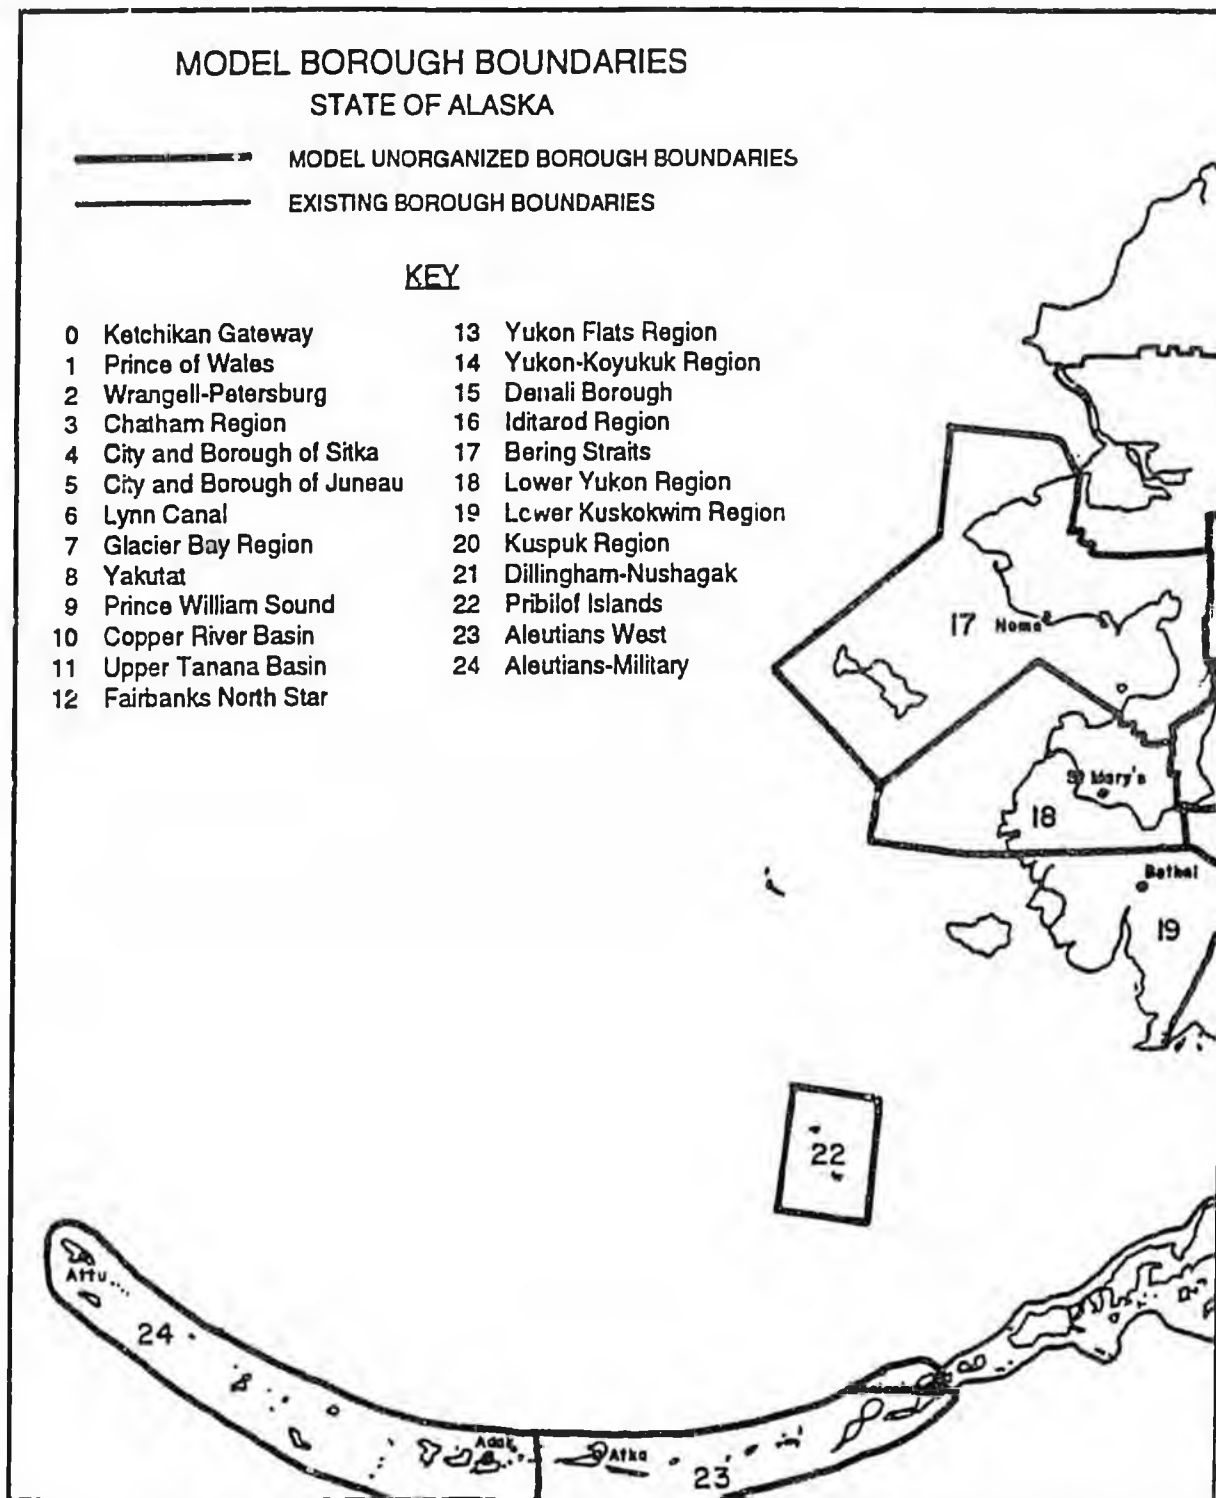 MODEL BOROUGH BOUNDARIES
STATE OF ALASKA
MODEL UNORGANIZED BOROUGH BOUNDARIES
EXISTING BOROUGH BOUNDARIES
KEY
0 Ketchikan Gateway
1 Prince of Wales
2 Wrangell-Petersburg
3 Chatham Region
4 City and Borough of Sitka
5 City and Borough of Juneau
6 Lynn Canal
7 Glacier Bay Region
8 Yakutat
9 Prince William Sound
10 Copper River Basin
11 Upper Tanana Basin
12 Fairbanks North Star
13 Yukon Flats Region
14 Yukon-Koyukuk Region
15 Denali Borough
16 Iditarod Region
17 Bering Straits
18 Lower Yukon Region
19 Lower Kuskokwim Region
20 Kuspuk Region
21 Dillingham-Nushagak
22 Pribilof Islands
23 Aleutians West
24 Aleutians-Military
17 Nome
St Mary's
18
Bethel
19
22
Attu
24
Adak
Atka
23